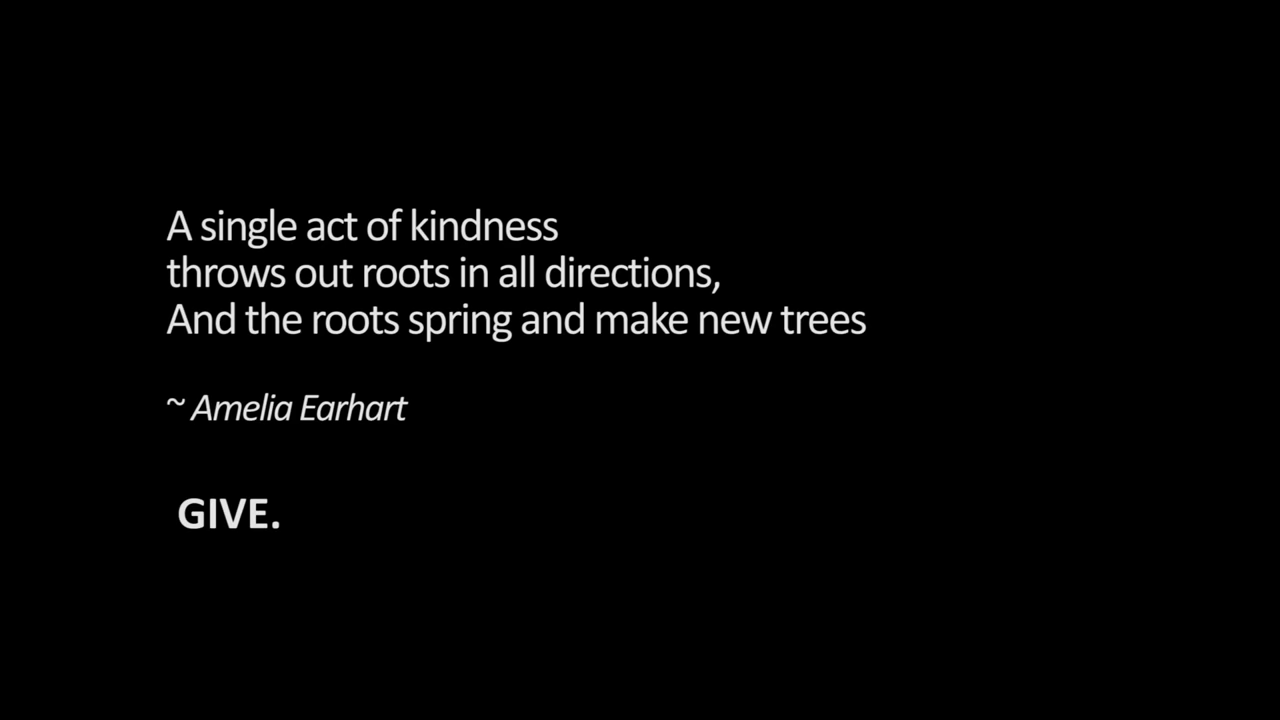 A single act of kindness
throws out roots in all directions,
And the roots spring and make new trees
~ Amelia Earhart
GIVE.